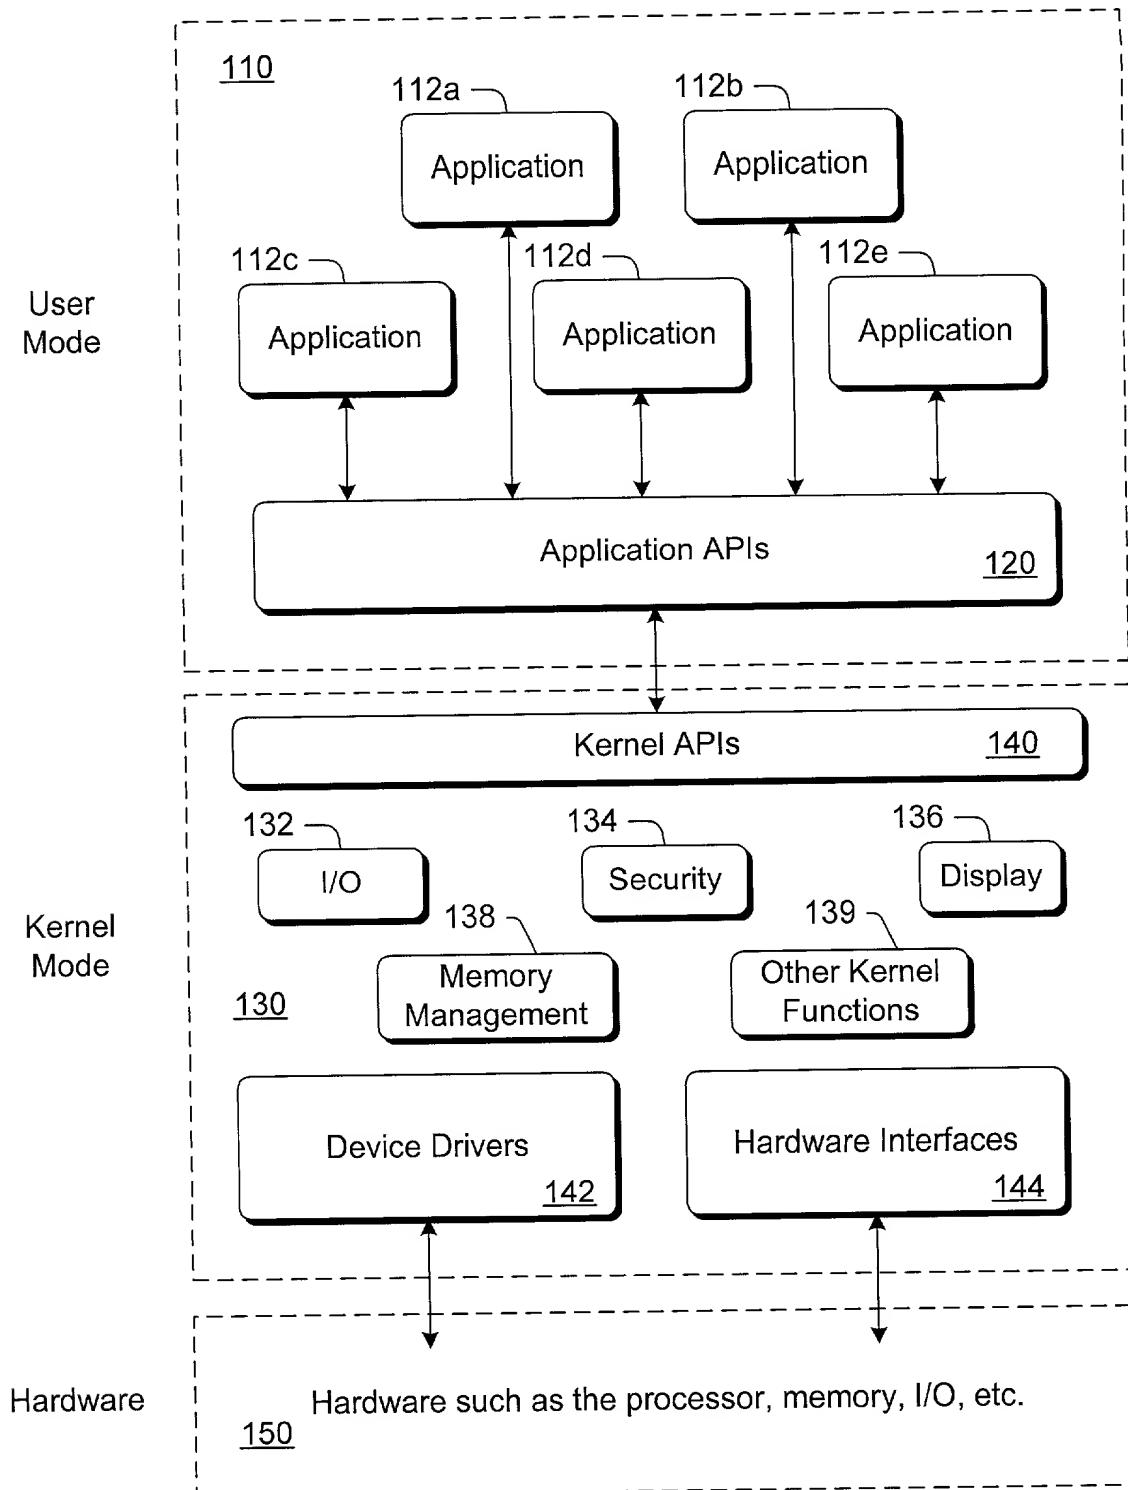 110
112a
112b
Application
Application
112c
112d
112e
User
Mode
Application
Application
Application
Application APIs
120
Kernel APIs
140
132
134
136
I/O
Security
Display
138
139
Kernel
Mode
130
Memory
Management
Other Kernel
Functions
Device Drivers
142
Hardware Interfaces
144
Hardware
Hardware such as the processor, memory, I/O, etc.
150